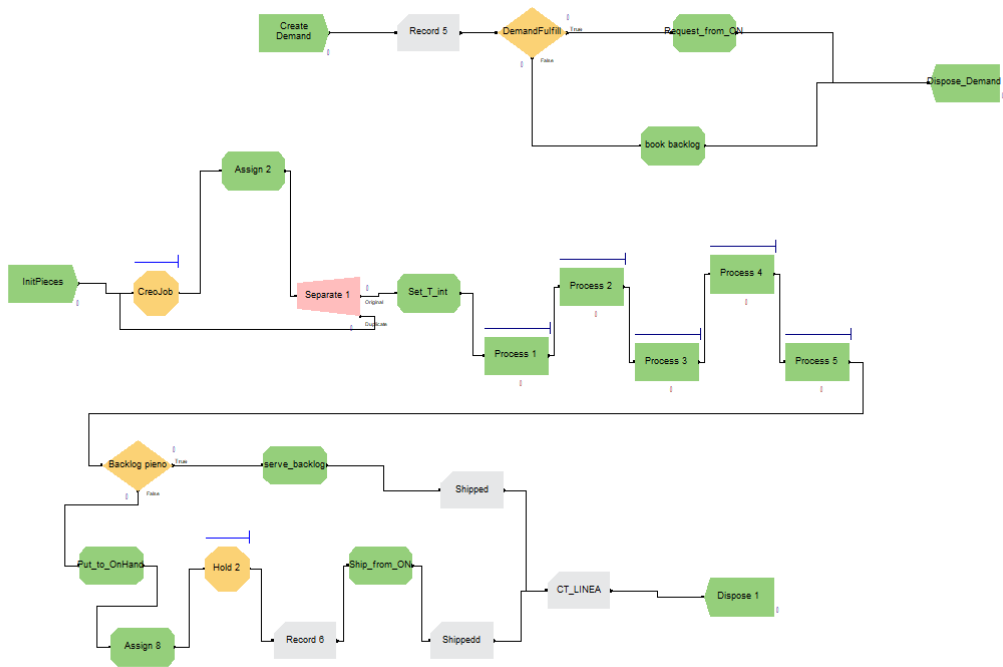 Create
Demand
Record 5
DemandFulfill
True
False
Request_from_ON
Dispose_Demand
book backlog
Assign 2
InitPieces
CreoJob
Separate 1
Original
Duplicate
Set_T_int
Process 1
Process 2
Process 3
Process 4
Process 5
Backlog pieno
True
False
serve_backlog
Shipped
Put_to_OnHand
Hold 2
Ship_from_ON
CT_LINEA
Dispose 1
Assign 8
Record 6
Shippedd